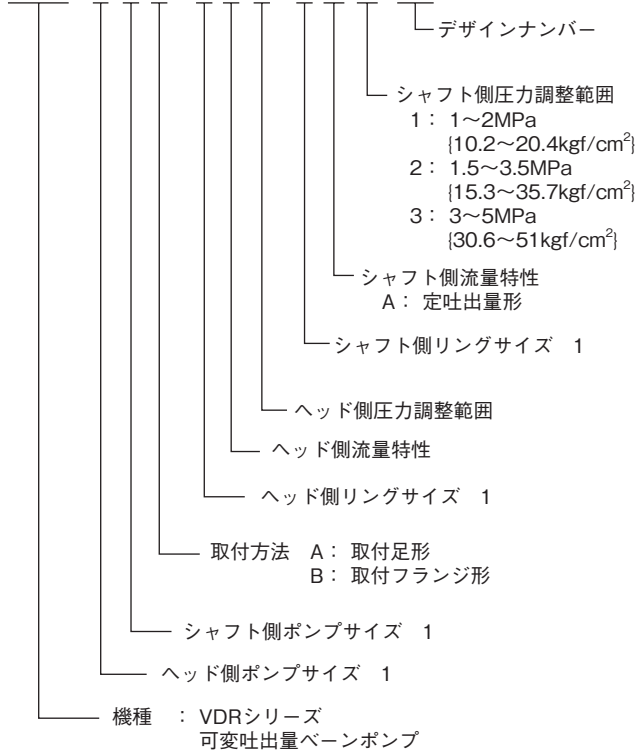 デザインナンバー
シャフト側圧力調整範囲
1： 1～2MPa
{10.2～20.4kgf/cm²}
2： 1.5～3.5MPa
{15.3～35.7kgf/cm²}
3： 3～5MPa
{30.6～51kgf/cm²}
シャフト側流量特性
A： 定吐出量形
シャフト側リングサイズ　1
ヘッド側圧力調整範囲
ヘッド側流量特性
ヘッド側リングサイズ　1
取付方法　A： 取付足形
B： 取付フランジ形
シャフト側ポンプサイズ　1
ヘッド側ポンプサイズ　1
機種　： VDRシリーズ
可変吐出量ベーンポンプ